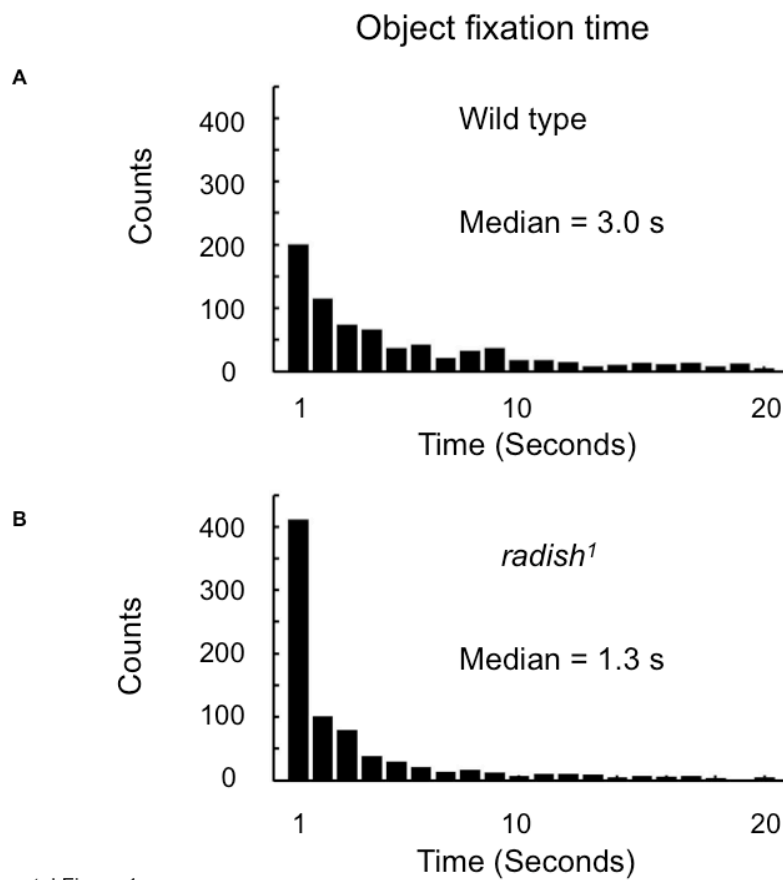 Object fixation time
A
Wild type
Median = 3.0 s
Counts
400
300
200
100
0
1 10 20
Time (Seconds)
B
radish¹
Median = 1.3 s
Counts
400
300
200
100
0
1 10 20
Time (Seconds)